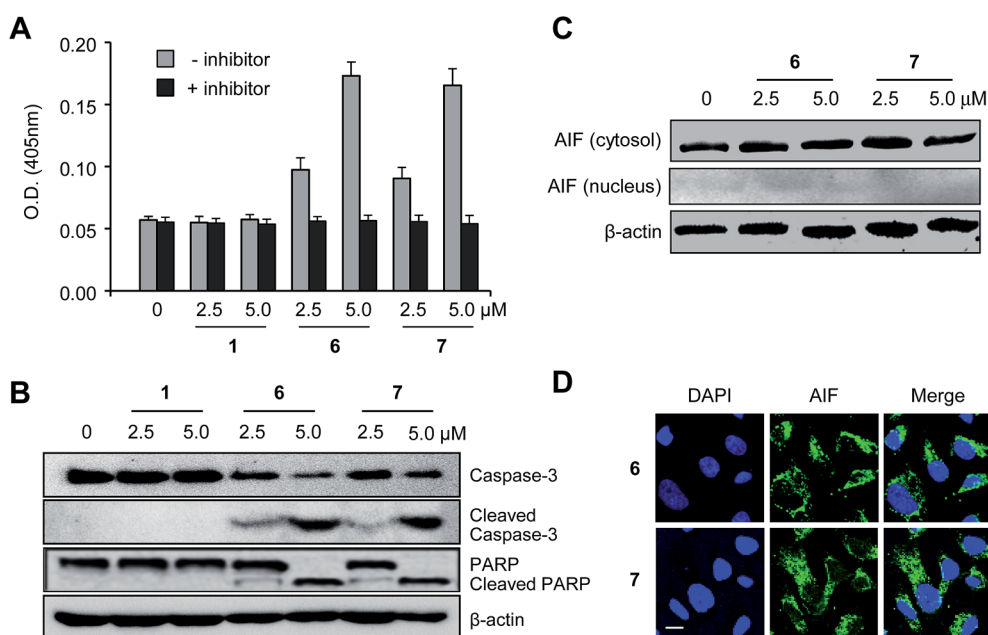 A
0.20
0.15
0.10
0.05
0.00
O.D. (405nm)
- inhibitor
+ inhibitor
0 2.5 5.0 2.5 5.0 2.5 5.0 μM
1 6 7
B
1 6 7
0 2.5 5.0 2.5 5.0 2.5 5.0 μM
Caspase-3
Cleaved
Caspase-3
PARP
Cleaved PARP
β-actin
C
6 7
0 2.5 5.0 2.5 5.0 μM
AIF (cytosol)
AIF (nucleus)
β-actin
D
DAPI AIF Merge
6
7